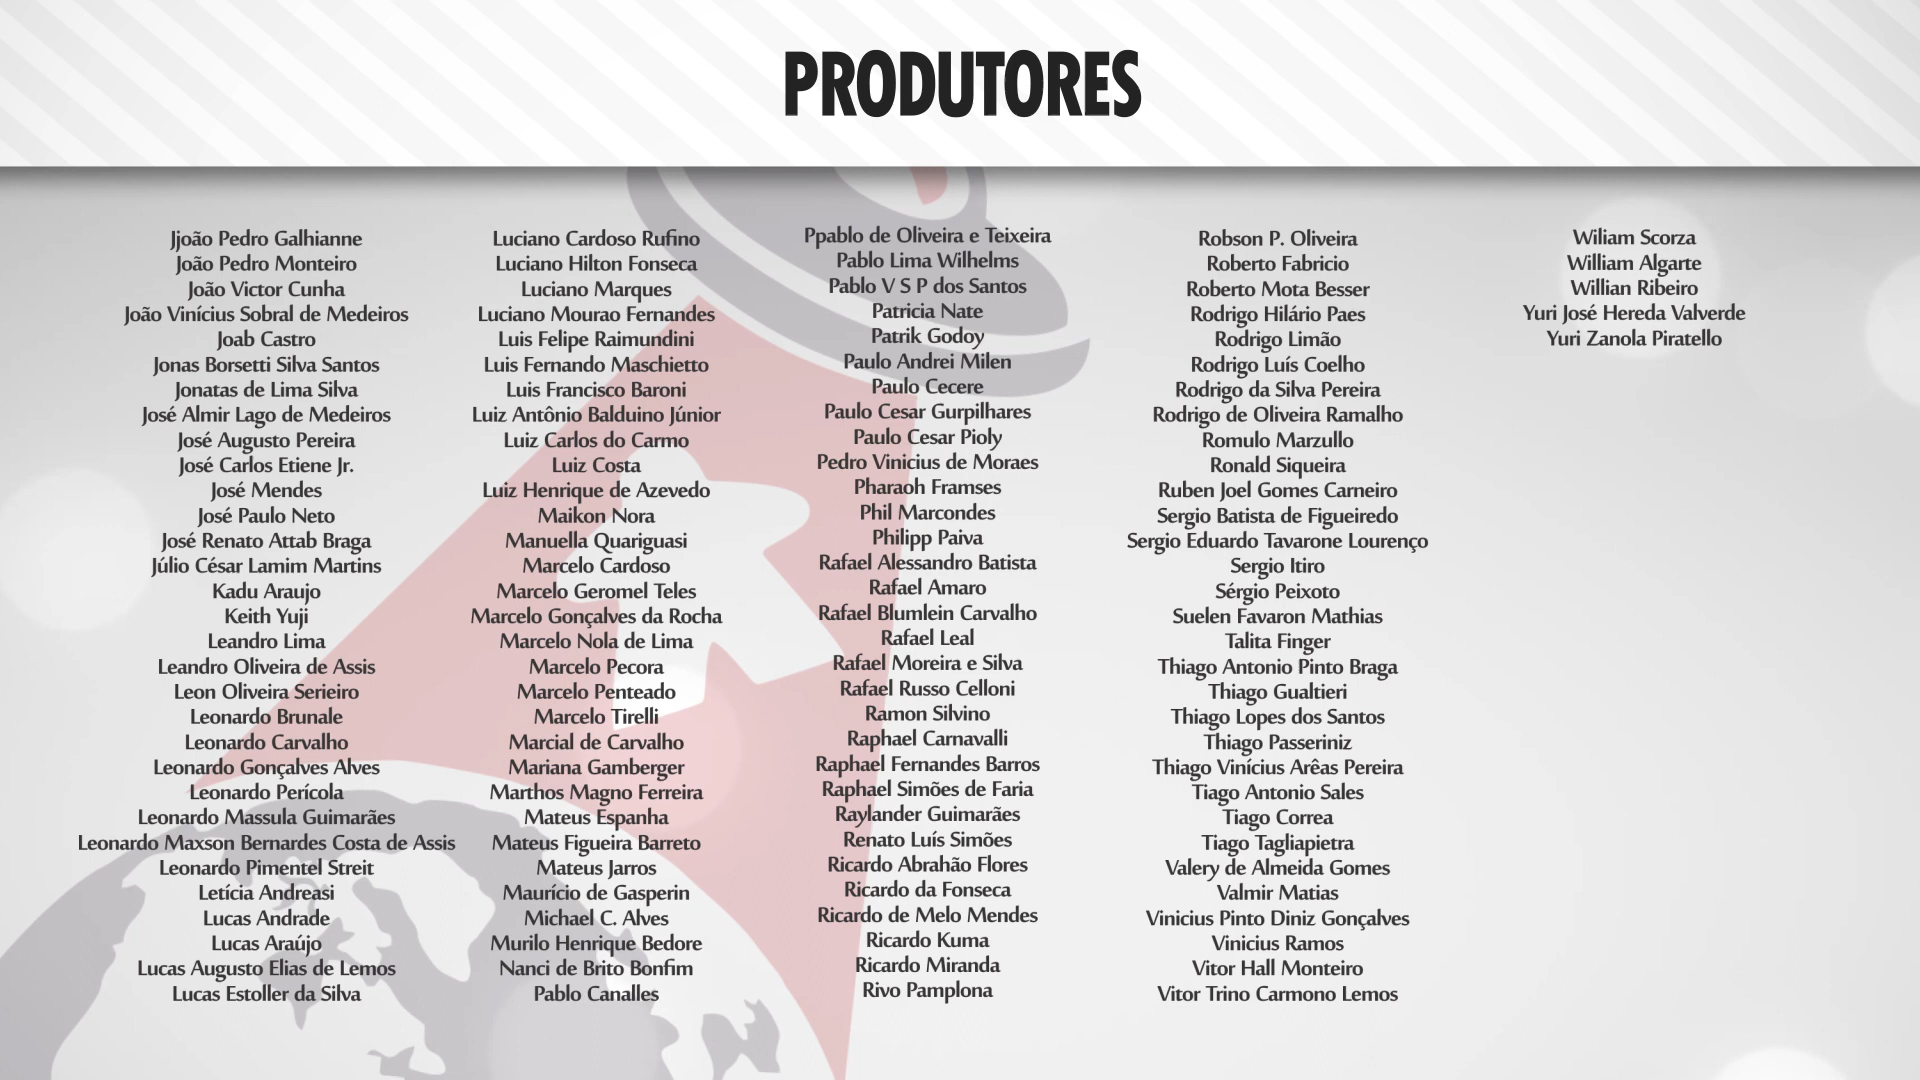 PRODUTORES
Jjoão Pedro Galhianne
João Pedro Monteiro
João Victor Cunha
João Vinícius Sobral de Medeiros
Joab Castro
Jonas Borsetti Silva Santos
Jonatas de Lima Silva
José Almir Lago de Medeiros
José Augusto Pereira
José Carlos Etiene Jr.
José Mendes
José Paulo Neto
José Renato Attab Braga
Júlio César Lamim Martins
Kadu Araujo
Keith Yuji
Leandro Lima
Leandro Oliveira de Assis
Leon Oliveira Serieiro
Leonardo Brunale
Leonardo Carvalho
Leonardo Gonçalves Alves
Leonardo Perícola
Leonardo Massula Guimarães
Leonardo Maxson Bernardes Costa de Assis
Leonardo Pimentel Streit
Letícia Andreasi
Lucas Andrade
Lucas Araújo
Lucas Augusto Elias de Lemos
Lucas Estoller da Silva
Luciano Cardoso Rufino
Luciano Hilton Fonseca
Luciano Marques
Luciano Mourao Fernandes
Luis Felipe Raimundini
Luis Fernando Maschietto
Luis Francisco Baroni
Luiz Antônio Balduino Júnior
Luiz Carlos do Carmo
Luiz Costa
Luiz Henrique de Azevedo
Maikon Nora
Manuella Quariguasi
Marcelo Cardoso
Marcelo Geromel Teles
Marcelo Gonçalves da Rocha
Marcelo Nola de Lima
Marcelo Pecora
Marcelo Penteado
Marcelo Tirelli
Marcial de Carvalho
Mariana Gamberger
Marthos Magno Ferreira
Mateus Espanha
Mateus Figueira Barreto
Mateus Jarros
Maurício de Gasperin
Michael C. Alves
Murilo Henrique Bedore
Nanci de Brito Bonfim
Pablo Canalles
Ppablo de Oliveira e Teixeira
Pablo Lima Wilhelms
Pablo V S P dos Santos
Patricia Nate
Patrik Godoy
Paulo Andrei Milen
Paulo Cecere
Paulo Cesar Gurpilhares
Paulo Cesar Pioly
Pedro Vinicius de Moraes
Pharaoh Framses
Phil Marcondes
Philipp Paiva
Rafael Alessandro Batista
Rafael Amaro
Rafael Blumlein Carvalho
Rafael Leal
Rafael Moreira e Silva
Rafael Russo Celloni
Ramon Silvino
Raphael Carnavalli
Raphael Fernandes Barros
Raphael Simões de Faria
Raylander Guimarães
Renato Luís Simões
Ricardo Abrahão Flores
Ricardo da Fonseca
Ricardo de Melo Mendes
Ricardo Kuma
Ricardo Miranda
Rivo Pamplona
Robson P. Oliveira
Roberto Fabricio
Roberto Mota Besser
Rodrigo Hilário Paes
Rodrigo Limão
Rodrigo Luís Coelho
Rodrigo da Silva Pereira
Rodrigo de Oliveira Ramalho
Romulo Marzullo
Ronald Siqueira
Ruben Joel Gomes Carneiro
Sergio Batista de Figueiredo
Sergio Eduardo Tavarone Lourenço
Sergio Itiro
Sérgio Peixoto
Suelen Favaron Mathias
Talita Finger
Thiago Antonio Pinto Braga
Thiago Gualtieri
Thiago Lopes dos Santos
Thiago Passeriniz
Thiago Vinícius Arêas Pereira
Tiago Antonio Sales
Tiago Correa
Tiago Tagliapietra
Valery de Almeida Gomes
Valmir Matias
Vinicius Pinto Diniz Gonçalves
Vinicius Ramos
Vitor Hall Monteiro
Vitor Trino Carmono Lemos
Wiliam Scorza
William Algarte
Willian Ribeiro
Yuri José Hereda Valverde
Yuri Zanola Piratello